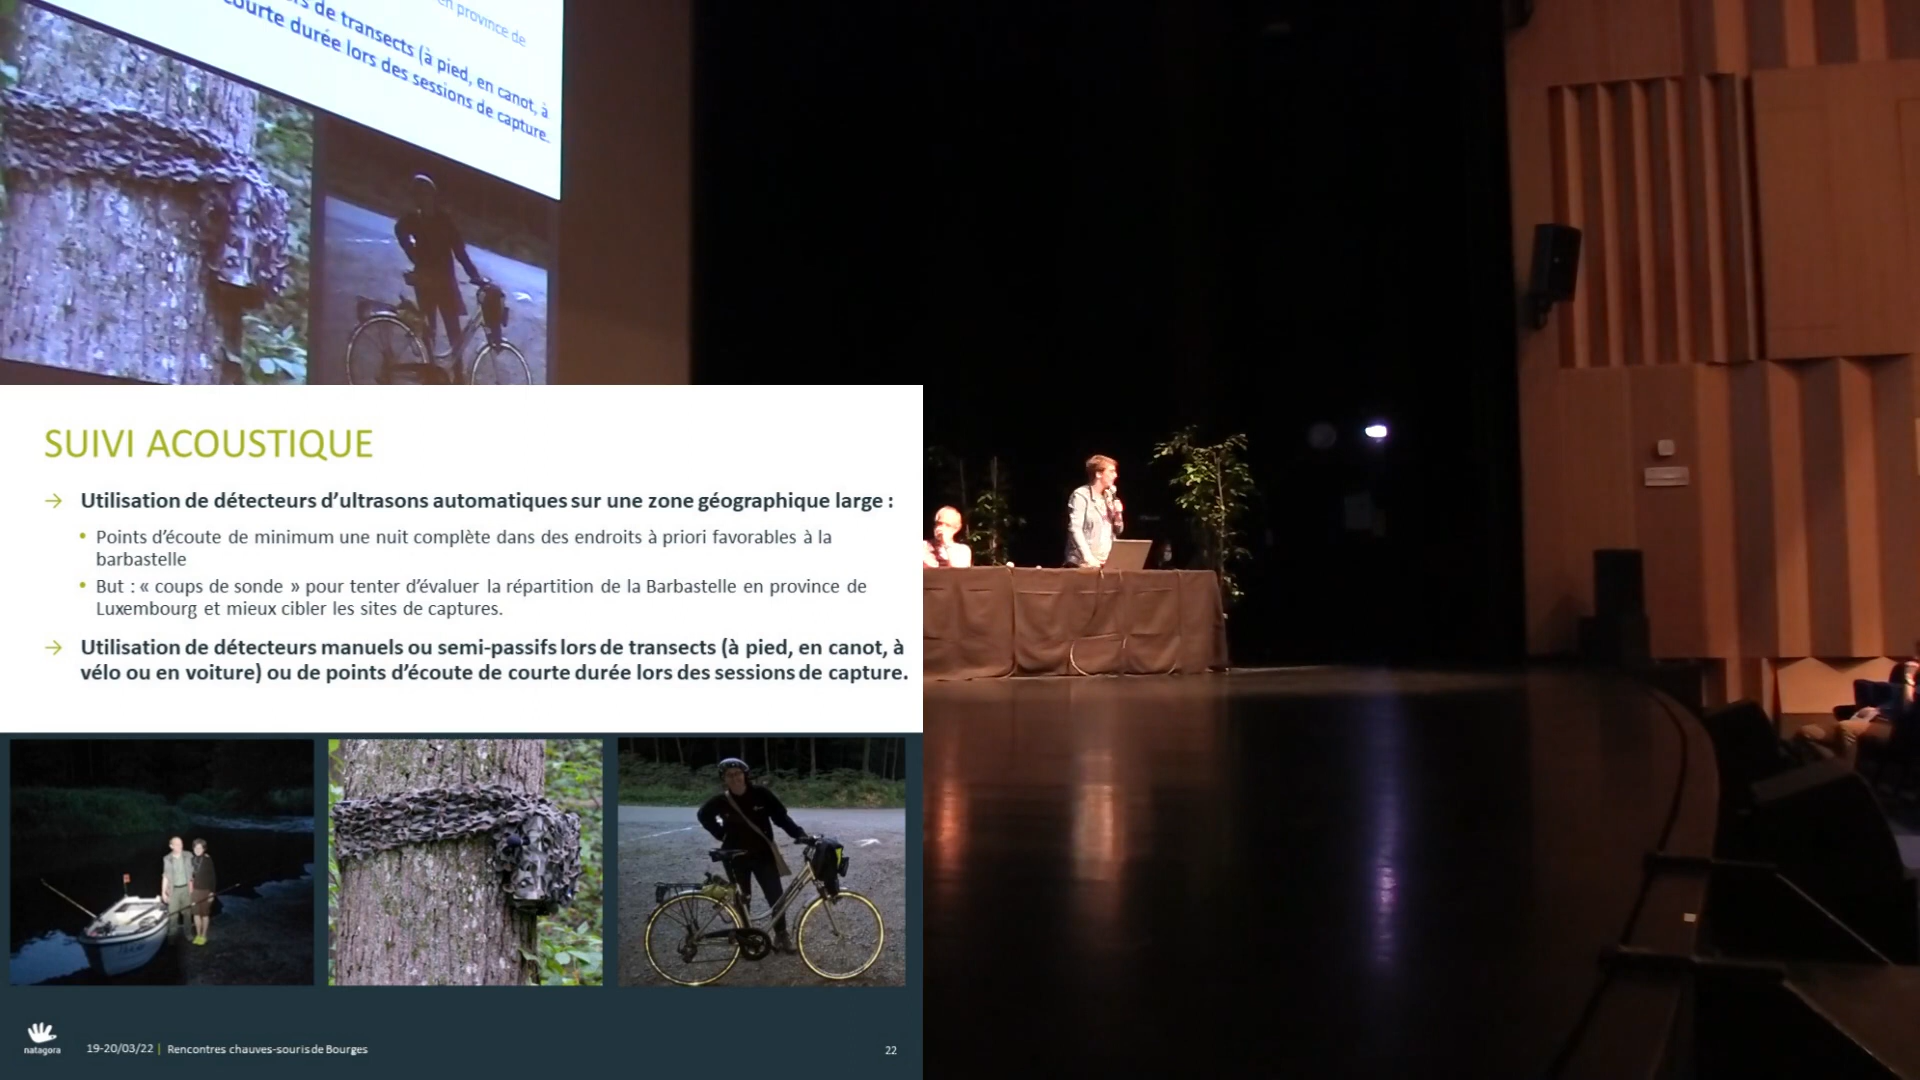 en province de
rs de transects (à pied, en canot, à
courte durée lors des sessions de capture.
SUIVI ACOUSTIQUE
→ Utilisation de détecteurs d’ultrasons automatiques sur une zone géographique large :
• Points d’écoute de minimum une nuit complète dans des endroits à priori favorables à la
barbastelle
• But : « coups de sonde » pour tenter d’évaluer la répartition de la Barbastelle en province de
Luxembourg et mieux cibler les sites de captures.
→ Utilisation de détecteurs manuels ou semi-passifs lors de transects (à pied, en canot, à
vélo ou en voiture) ou de points d’écoute de courte durée lors des sessions de capture.
natagora
19-20/03/22 | Rencontres chauves-souris de Bourges
22